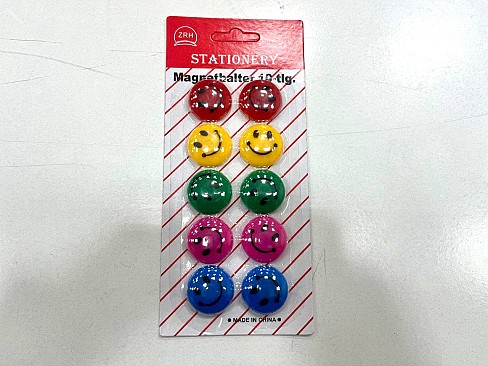 ZRH
STATIONERY
Magnethalter 10 tlg.
● MADE IN CHINA ●